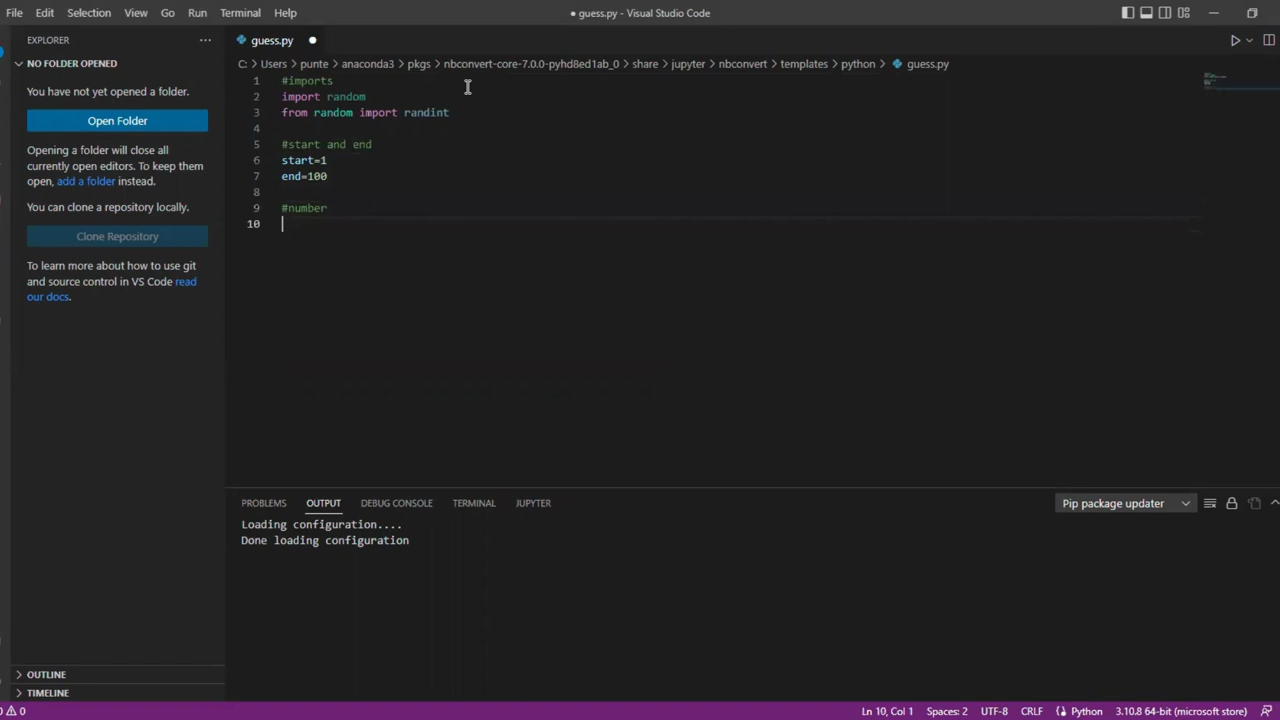 File Edit Selection View Go Run Terminal Help
● guess.py - Visual Studio Code
EXPLORER ···
guess.py ●
NO FOLDER OPENED
You have not yet opened a folder.
Open Folder
Opening a folder will close all
currently open editors. To keep them
open, add a folder instead.
You can clone a repository locally.
Clone Repository
To learn more about how to use git
and source control in VS Code read
our docs.
OUTLINE
TIMELINE
C: > Users > punte > anaconda3 > pkgs > nbconvert-core-7.0.0-pyhd8ed1ab_0 > share > jupyter > nbconvert > templates > python > guess.py
1 #imports
2 import random
3 from random import randint
4
5 #start and end
6 start=1
7 end=100
8
9 #number
10
PROBLEMS OUTPUT DEBUG CONSOLE TERMINAL JUPYTER
Pip package updater
Loading configuration....
Done loading configuration
0 0 Ln 10, Col 1 Spaces: 2 UTF-8 CRLF Python 3.10.8 64-bit (microsoft store)